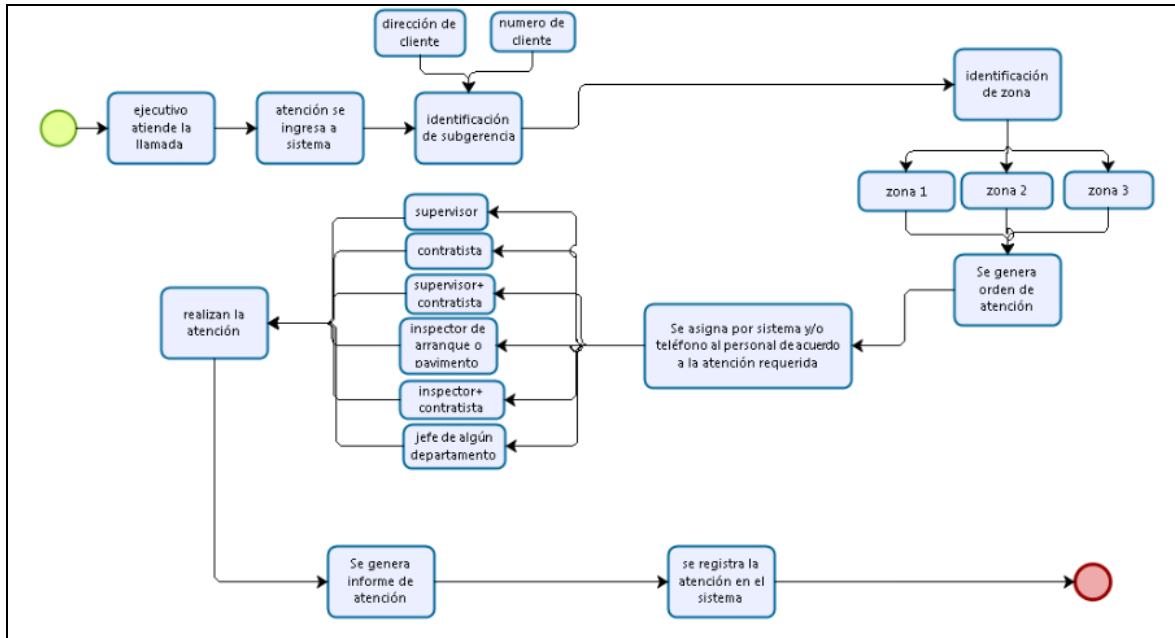 dirección de
cliente
numero de
cliente
ejecutivo
atiende la
llamada
atención se
ingresa a
sistema
identificación
de subgerencia
identificación
de zona
zona 1
zona 2
zona 3
Se genera
orden de
atención
Se asigna por sistema y/o
teléfono al personal de acuerdo
a la atención requerida
supervisor
contratista
supervisor+
contratista
inspector de
arranque o
pavimento
inspector+
contratista
jefe de algún
departamento
realizan la
atención
Se genera
informe de
atención
se registra la
atención en el
sistema